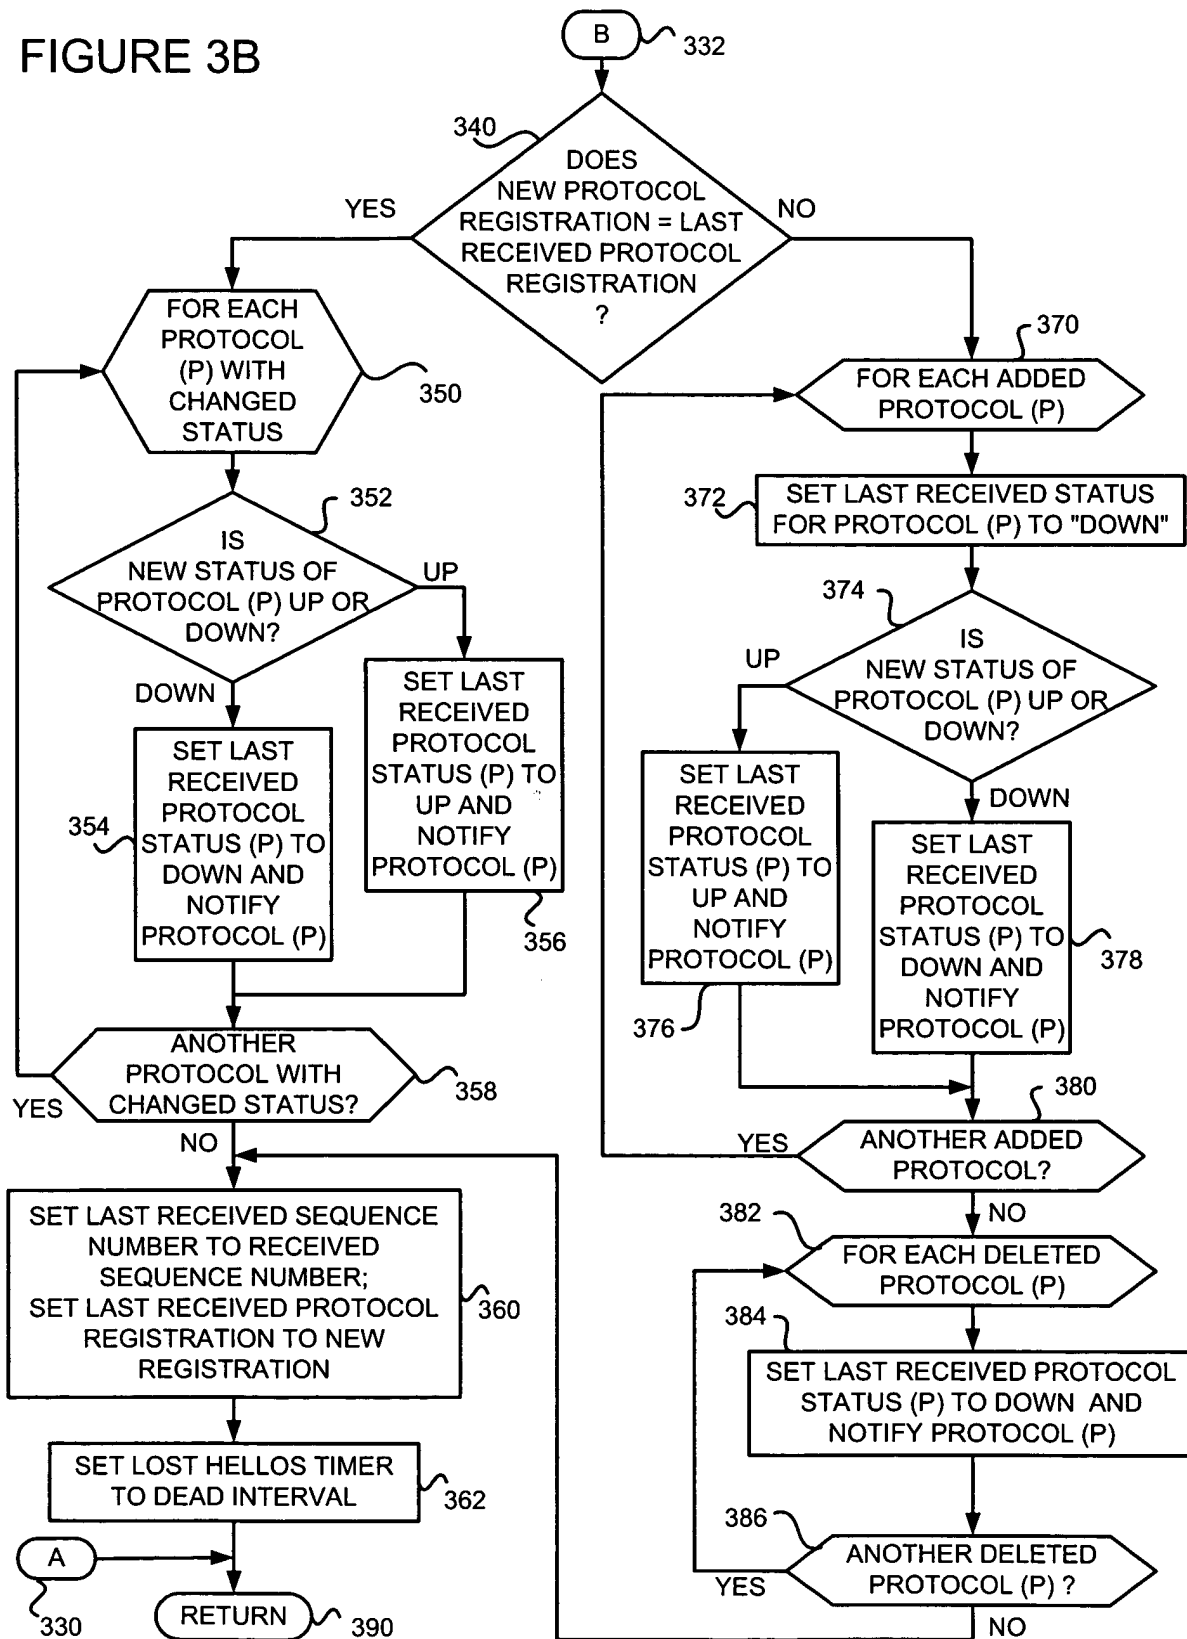 FIGURE 3B
B
332
340
DOES
NEW PROTOCOL
REGISTRATION = LAST
RECEIVED PROTOCOL
REGISTRATION
?
YES
NO
FOR EACH
PROTOCOL
(P) WITH
CHANGED
STATUS
350
352
IS
NEW STATUS OF
PROTOCOL (P) UP OR
DOWN?
UP
DOWN
SET LAST
RECEIVED
PROTOCOL
STATUS (P) TO
DOWN AND
NOTIFY
PROTOCOL (P)
354
SET LAST
RECEIVED
PROTOCOL
STATUS (P) TO
UP AND
NOTIFY
PROTOCOL (P)
356
ANOTHER
PROTOCOL WITH
CHANGED STATUS?
358
YES
NO
SET LAST RECEIVED SEQUENCE
NUMBER TO RECEIVED
SEQUENCE NUMBER;
SET LAST RECEIVED PROTOCOL
REGISTRATION TO NEW
REGISTRATION
360
SET LOST HELLOS TIMER
TO DEAD INTERVAL
362
A
330
RETURN
390
370
FOR EACH ADDED
PROTOCOL (P)
372
SET LAST RECEIVED STATUS
FOR PROTOCOL (P) TO "DOWN"
374
IS
NEW STATUS OF
PROTOCOL (P) UP OR
DOWN?
UP
DOWN
SET LAST
RECEIVED
PROTOCOL
STATUS (P) TO
UP AND
NOTIFY
PROTOCOL (P)
376
SET LAST
RECEIVED
PROTOCOL
STATUS (P) TO
DOWN AND
NOTIFY
PROTOCOL (P)
378
380
ANOTHER ADDED
PROTOCOL?
YES
NO
382
FOR EACH DELETED
PROTOCOL (P)
384
SET LAST RECEIVED PROTOCOL
STATUS (P) TO DOWN AND
NOTIFY PROTOCOL (P)
386
ANOTHER DELETED
PROTOCOL (P) ?
YES
NO